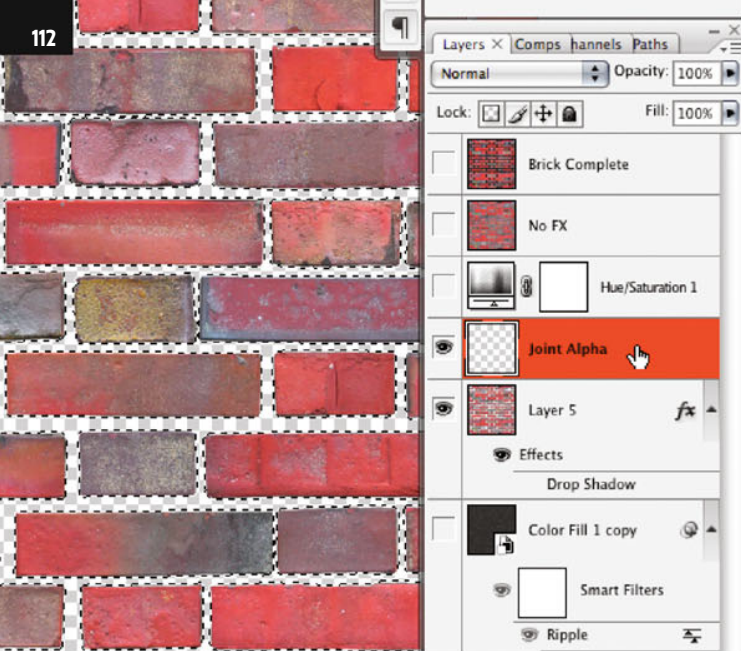 112
¶
Layers × Comps hannels Paths
Normal Opacity: 100%
Lock: Fill: 100%
Brick Complete
No FX
Hue/Saturation 1
Joint Alpha
Layer 5 fx
Effects
Drop Shadow
Color Fill 1 copy
Smart Filters
Ripple